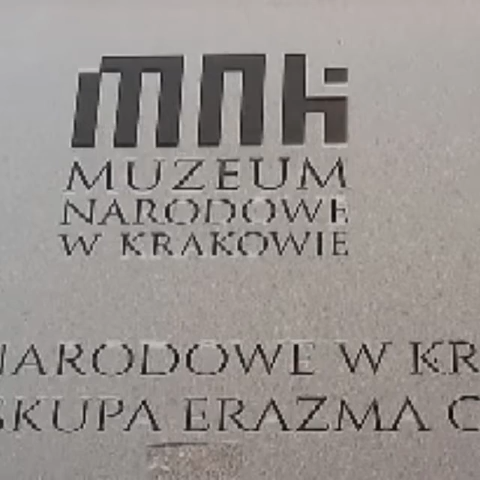 mnk
MUZEUM
NARODOWE
W KRAKOWIE
NARODOWE W KR
SKUPA ERAZMA C